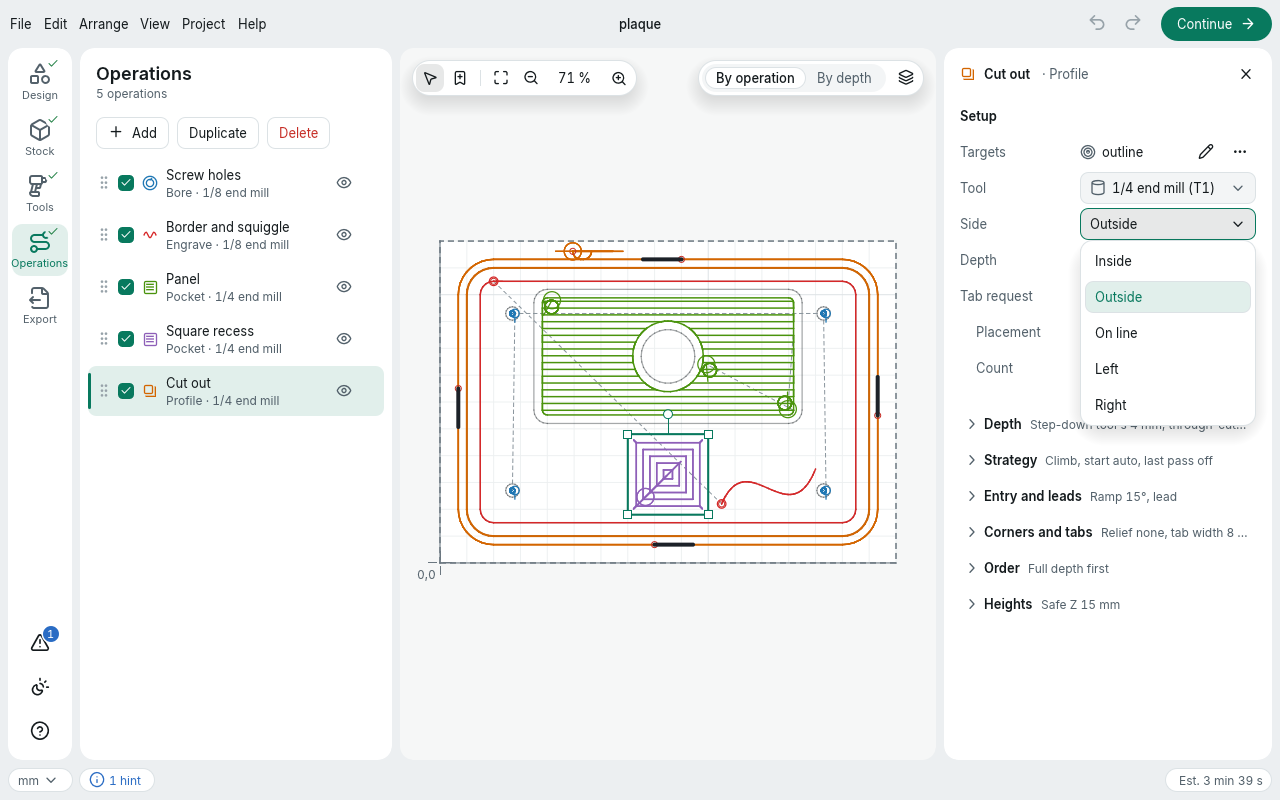 File Edit Arrange View Project Help
plaque
Continue
Design
Stock
Tools
Operations
Export
1
Operations
5 operations
Add
Duplicate
Delete
Screw holes
Bore · 1/8 end mill
Border and squiggle
Engrave · 1/8 end mill
Panel
Pocket · 1/4 end mill
Square recess
Pocket · 1/4 end mill
Cut out
Profile · 1/4 end mill
71 %
By operation
By depth
0,0
Cut out · Profile
Setup
Targets
outline
Tool
1/4 end mill (T1)
Side
Outside
Depth
Tab request
Placement
Count
Inside
Outside
On line
Left
Right
Depth
Strategy Climb, start auto, last pass off
Entry and leads Ramp 15°, lead
Corners and tabs Relief none, tab width 8 ...
Order Full depth first
Heights Safe Z 15 mm
mm
1 hint
Est. 3 min 39 s